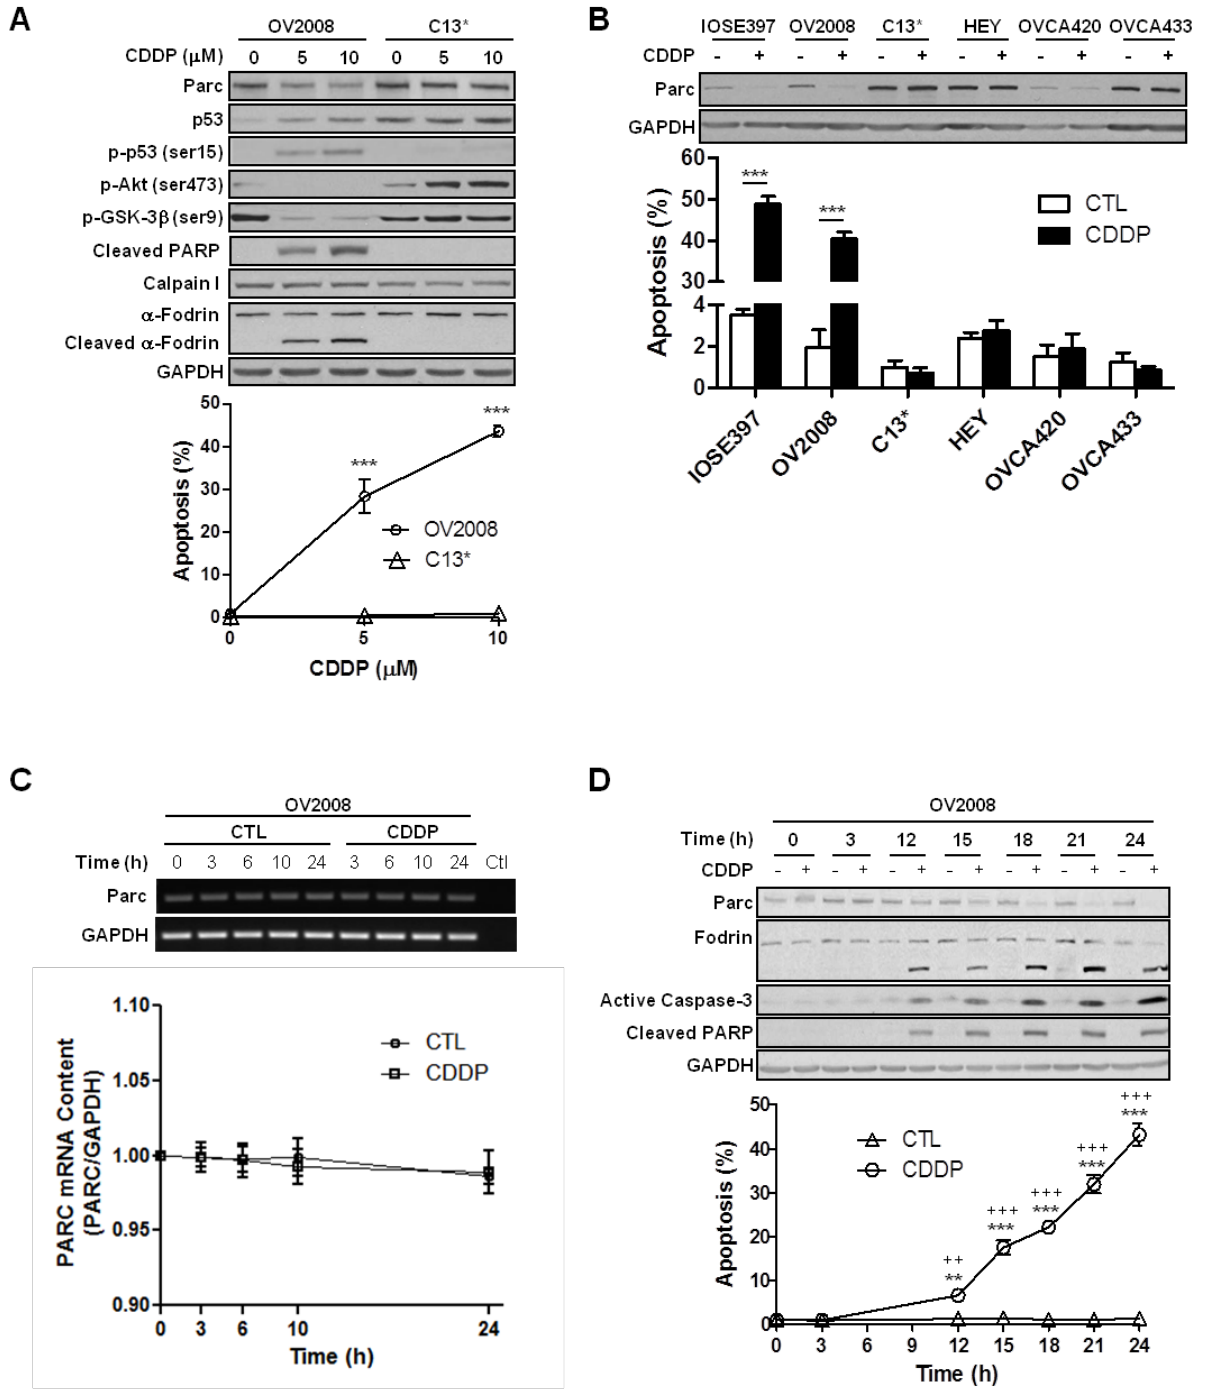 A
OV2008 C13*
CDDP (μM) 0 5 10 0 5 10
Parc
p53
p-p53 (ser15)
p-Akt (ser473)
p-GSK-3β (ser9)
Cleaved PARP
Calpain I
α-Fodrin
Cleaved α-Fodrin
GAPDH
50
40
30
20
10
0
Apoptosis (%)
***
***
OV2008
C13*
0 5 10
CDDP (μM)
B
IOSE397 OV2008 C13* HEY OVCA420 OVCA433
CDDP - + - + - + - + - + - +
Parc
GAPDH
60
50
40
30
4
2
0
Apoptosis (%)
***
***
CTL
CDDP
IOSE397 OV2008 C13* HEY OVCA420 OVCA433
C
OV2008
CTL CDDP
Time (h) 0 3 6 10 24 3 6 10 24 Ctl
Parc
GAPDH
1.10
1.05
1.00
0.95
0.90
PARC mRNA Content
(PARC/GAPDH)
CTL
CDDP
0 3 6 10 24
Time (h)
D
OV2008
Time (h) 0 3 12 15 18 21 24
CDDP - + - + - + - + - + - + - +
Parc
Fodrin
Active Caspase-3
Cleaved PARP
GAPDH
50
40
30
20
10
0
Apoptosis (%)
CTL
CDDP
++
**
+++
***
+++
***
+++
***
+++
***
0 3 6 9 12 15 18 21 24
Time (h)